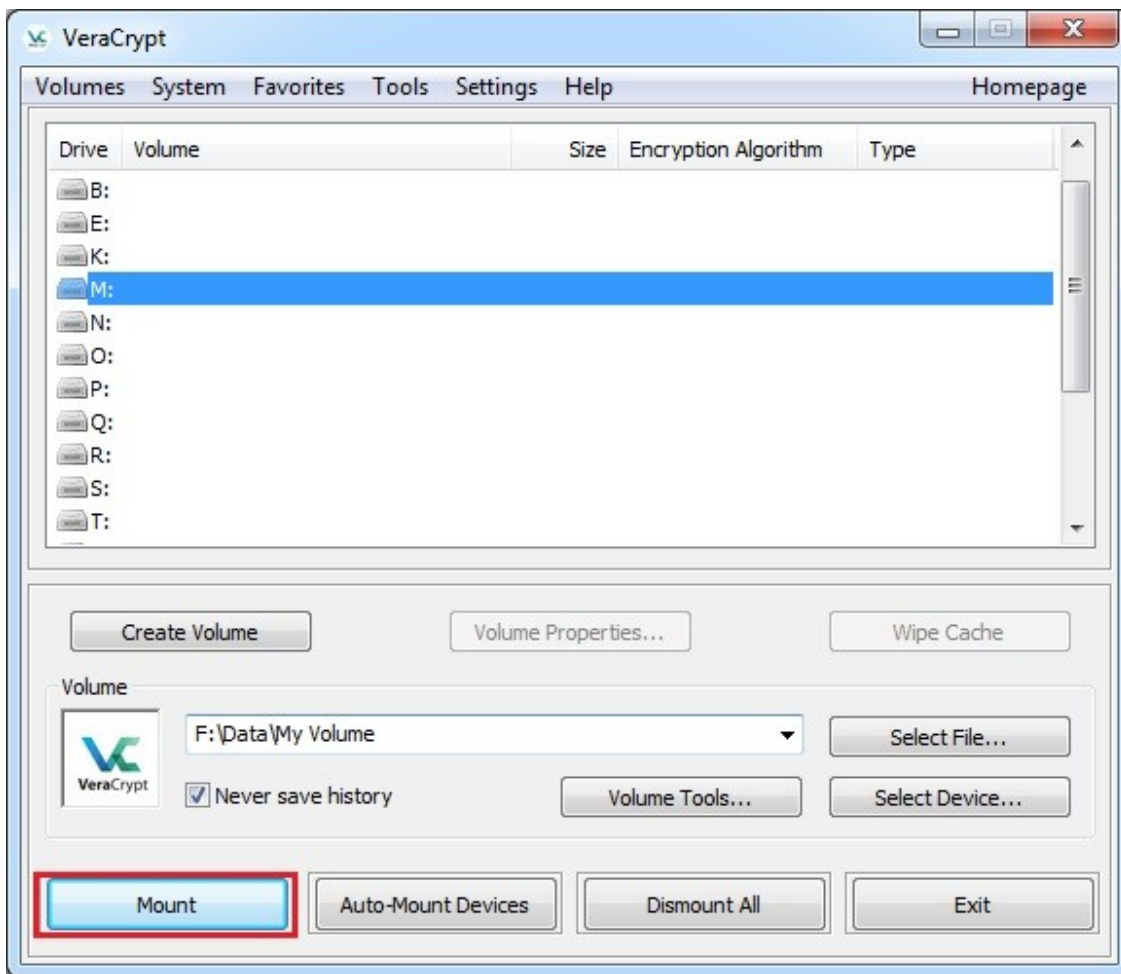 VeraCrypt
Volumes System Favorites Tools Settings Help Homepage
Drive Volume Size Encryption Algorithm Type
B:
E:
K:
M:
N:
O:
P:
Q:
R:
S:
T:
Create Volume Volume Properties... Wipe Cache
Volume
VeraCrypt
F:\Data\My Volume Select File...
Never save history Volume Tools... Select Device...
Mount Auto-Mount Devices Dismount All Exit